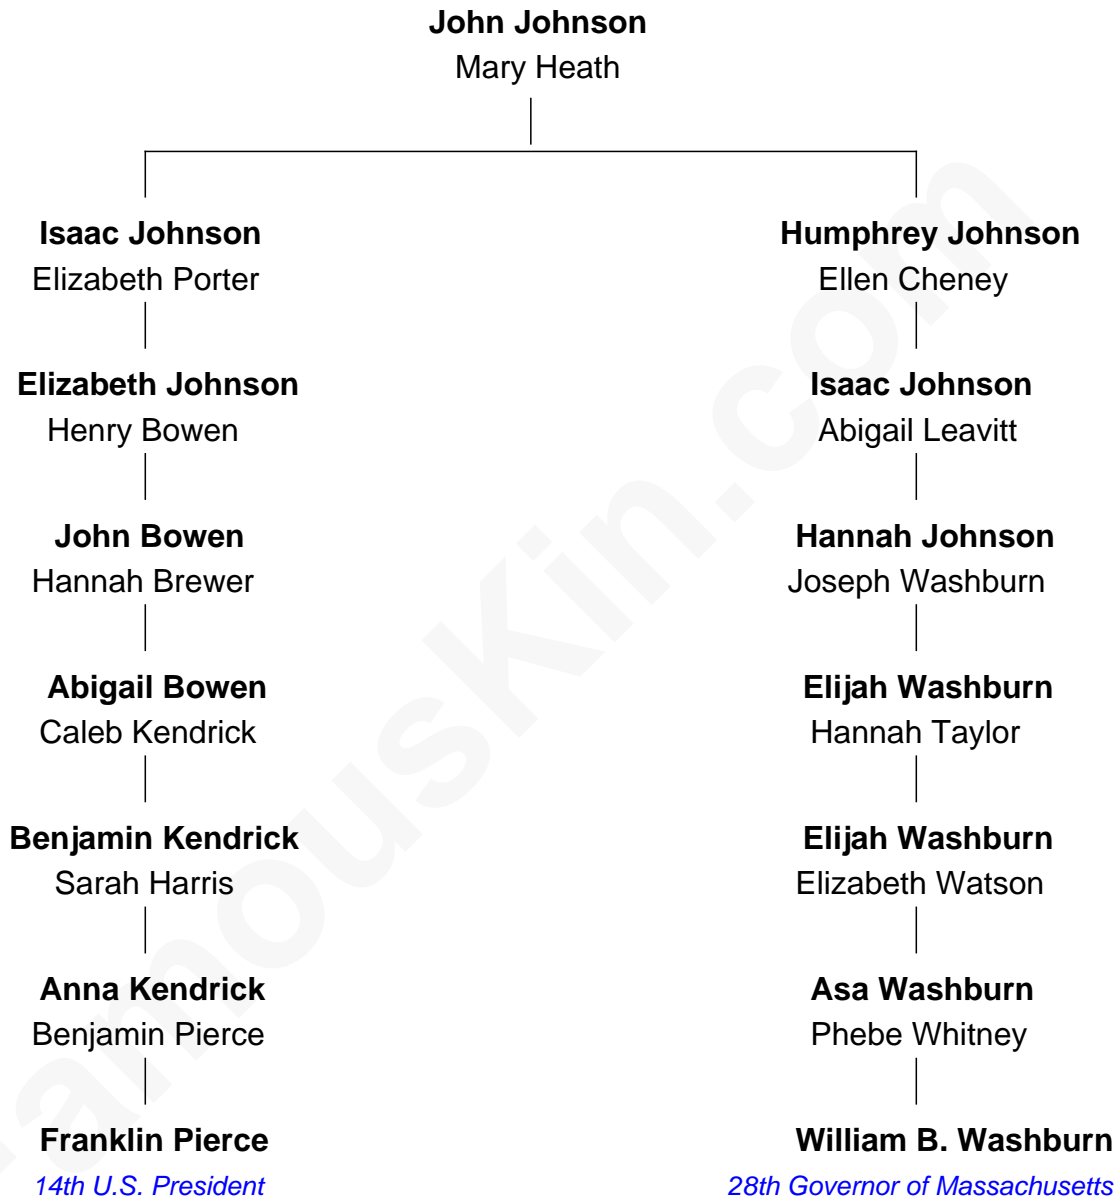 John Johnson
Mary Heath
Isaac Johnson
Elizabeth Porter
Elizabeth Johnson
Henry Bowen
John Bowen
Hannah Brewer
Abigail Bowen
Caleb Kendrick
Benjamin Kendrick
Sarah Harris
Anna Kendrick
Benjamin Pierce
Franklin Pierce
14th U.S. President
Humphrey Johnson
Ellen Cheney
Isaac Johnson
Abigail Leavitt
Hannah Johnson
Joseph Washburn
Elijah Washburn
Hannah Taylor
Elijah Washburn
Elizabeth Watson
Asa Washburn
Phebe Whitney
William B. Washburn
28th Governor of Massachusetts
FamousKin.com